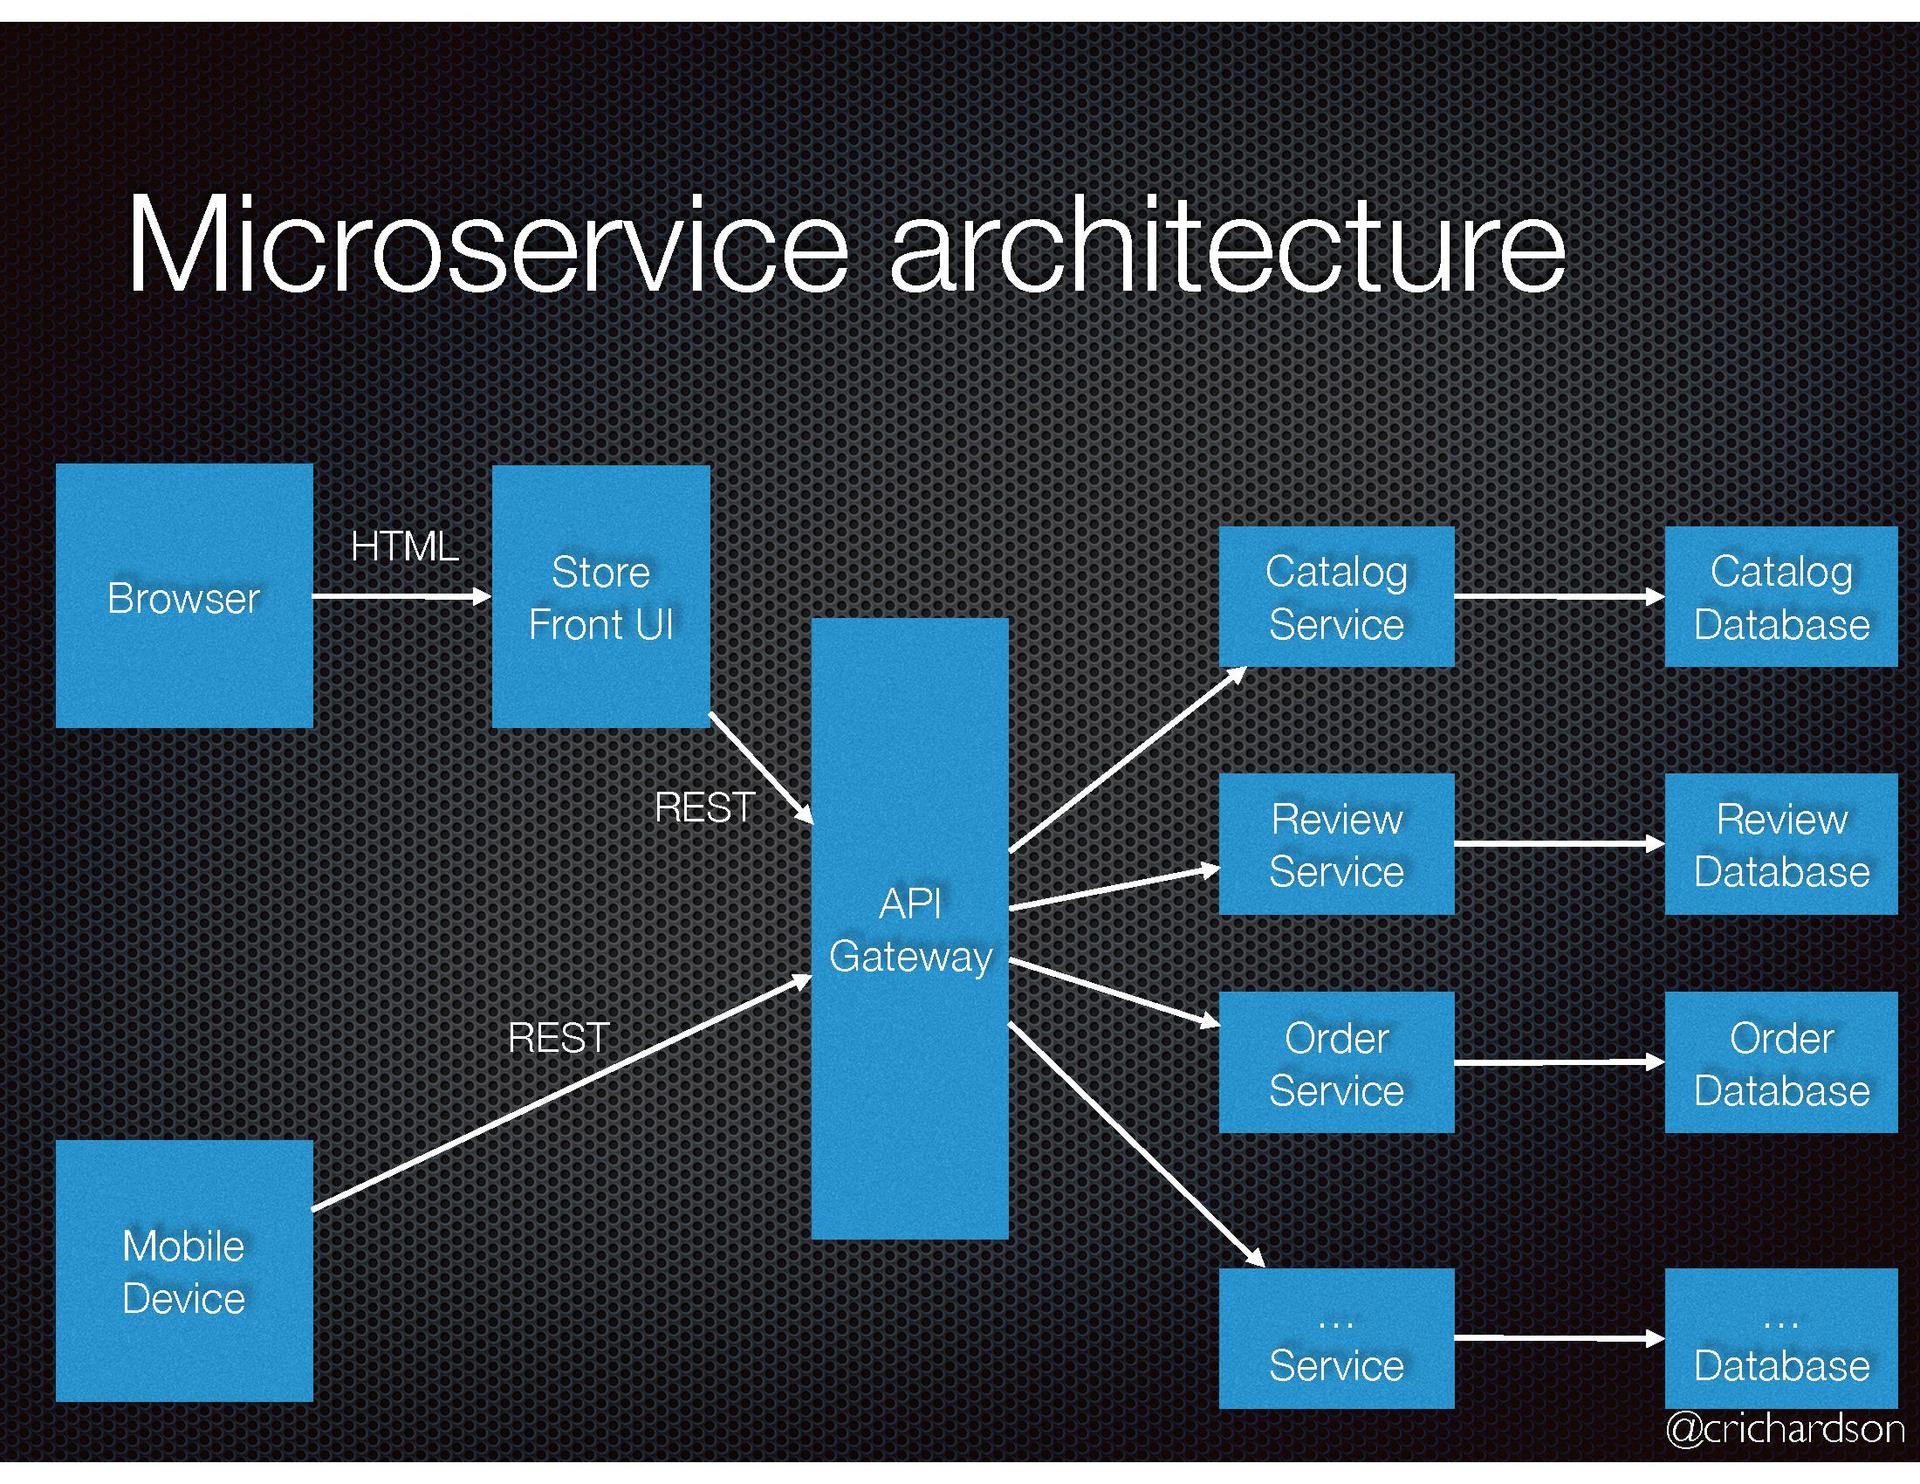 Microservice architecture
Browser
HTML
Store
Front UI
REST
REST
Mobile
Device
API
Gateway
Catalog
Service
Catalog
Database
Review
Service
Review
Database
Order
Service
Order
Database
...
Service
...
Database
@crichardson